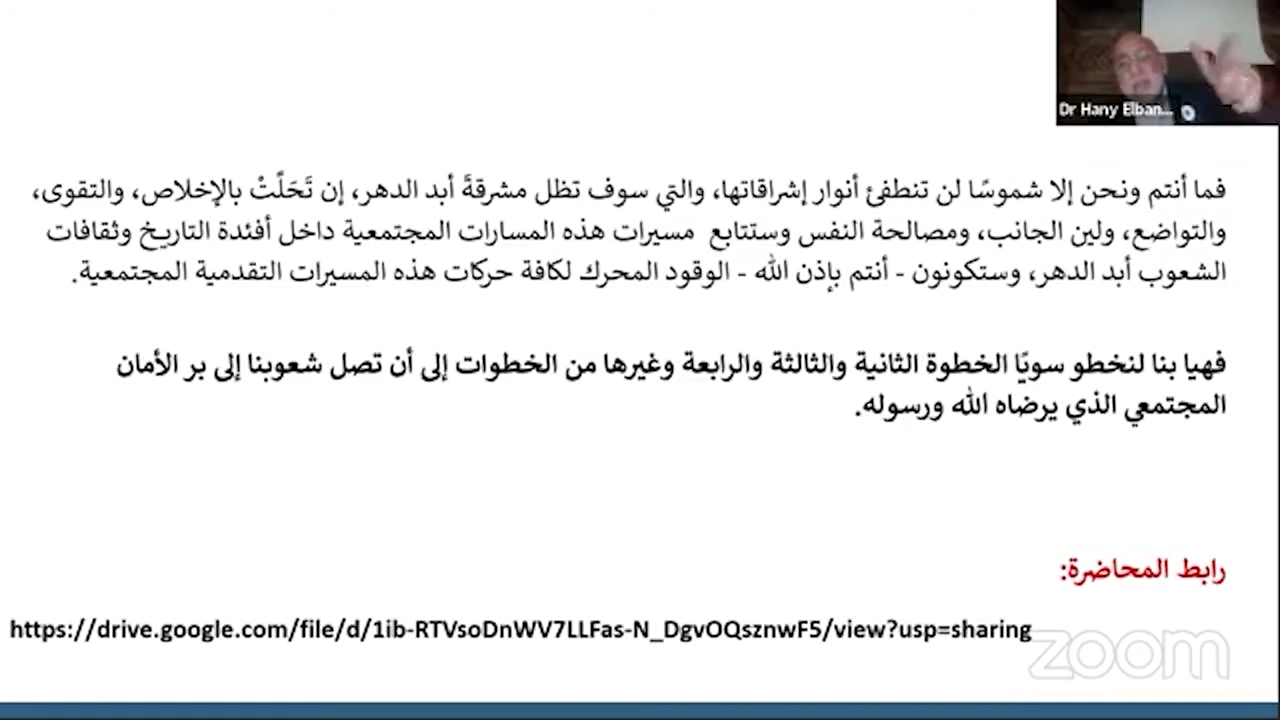 Dr Hany Elban...
فما أنتم ونحن إلا شموسًا لن تنطفئ أنوار إشراقاتها، والتي سوف تظل مشرقةً أبد الدهر، إن تَحَلَّتْ بالإخلاص، والتقوى،
والتواضع، ولين الجانب، ومصالحة النفس وستتابع مسيرات هذه المسارات المجتمعية داخل أفئدة التاريخ وثقافات
الشعوب أبد الدهر، وستكونون - أنتم بإذن الله - الوقود المحرك لكافة حركات هذه المسيرات التقدمية المجتمعية.
فهيا بنا لنخطو سويًا الخطوة الثانية والثالثة والرابعة وغيرها من الخطوات إلى أن تصل شعوبنا إلى بر الأمان
المجتمعي الذي يرضاه الله ورسوله.
رابط المحاضرة:
https://drive.google.com/file/d/1ib-RTVsoDnWV7LLFas-N_DgvOQsznwF5/view?usp=sharing
zoom